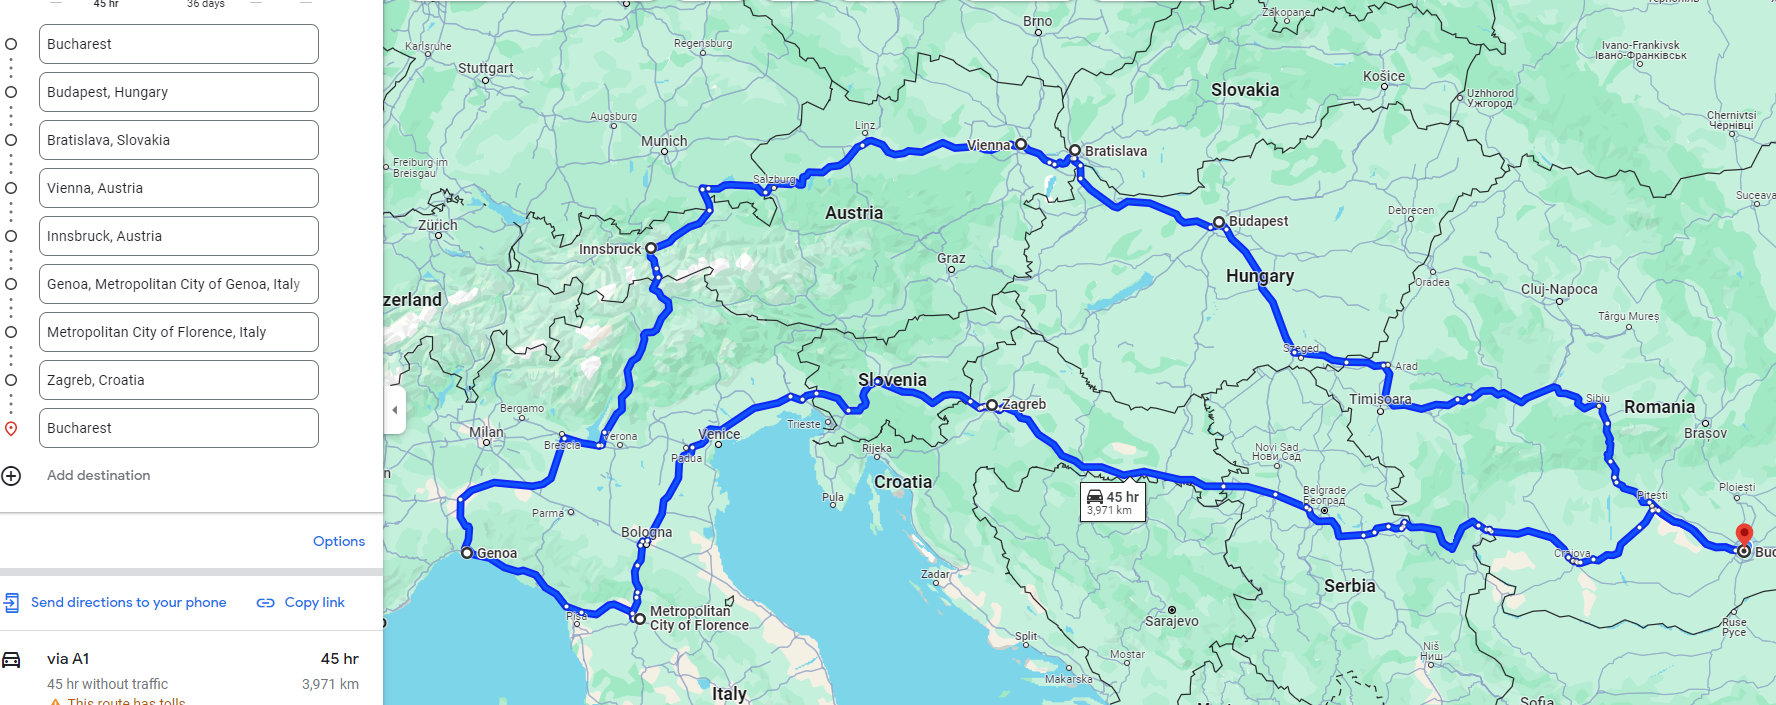 45 hr
36 days
Bucharest
Budapest, Hungary
Bratislava, Slovakia
Vienna, Austria
Innsbruck, Austria
Genoa, Metropolitan City of Genoa, Italy
Metropolitan City of Florence, Italy
Zagreb, Croatia
Bucharest
Add destination
Options
Send directions to your phone
Copy link
via A1
45 hr
45 hr without traffic
3,971 km
This route has tolls
Karlsruhe
Stuttgart
Regensburg
Brno
Zakopane
Slovakia
Košice
Uzhhorod
Ужгород
Ivano-Frankivsk
Івано-Франківськ
Chernivtsi
Чернівці
Augsburg
Munich
Linz
Vienna
Bratislava
Freiburg im
Breisgau
Salzburg
Austria
Zürich
Innsbruck
Graz
Budapest
Hungary
Debrecen
Oradea
Suceava
Cluj-Napoca
Târgu Mureș
zerland
Szeged
Arad
Slovenia
Zagreb
Timișoara
Sibiu
Romania
Brașov
Bergamo
Milan
Brescia
Verona
Venice
Padua
Trieste
Rijeka
Croatia
Pula
Novi Sad
Нови Сад
Belgrade
Београд
45 hr
3,971 km
Pitești
Ploiești
Parma
Bologna
Genoa
Craiova
Buc
Zadar
Serbia
Pisa
Metropolitan
City of Florence
Sarajevo
Split
Mostar
Makarska
Niš
Ниш
Ruse
Русе
Italy
Sofia